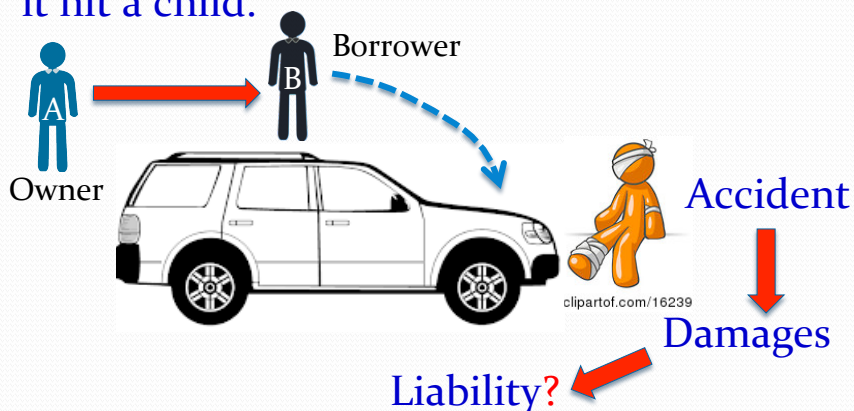 it hit a child.
Borrower
B
A
Owner
Accident
clipartof.com/16239
Damages
Liability?